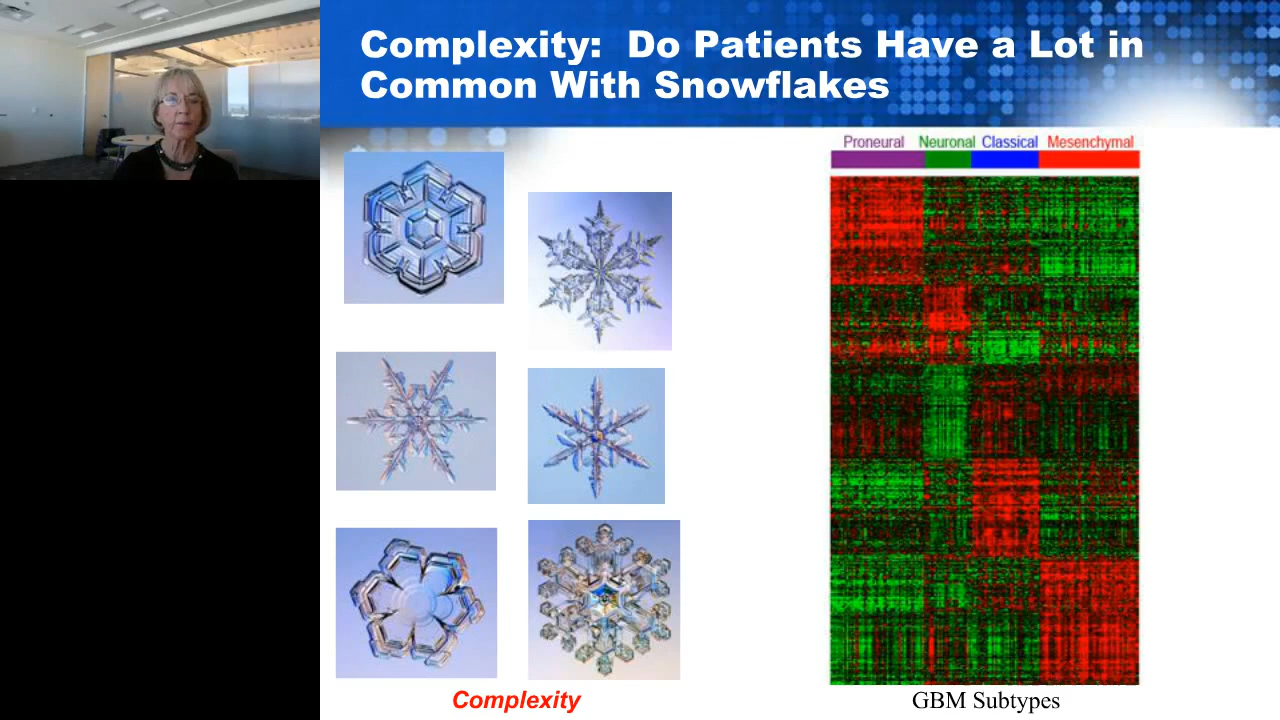 Complexity:  Do Patients Have a Lot in
Common With Snowflakes
Proneural Neuronal Classical Mesenchymal
Complexity
GBM Subtypes